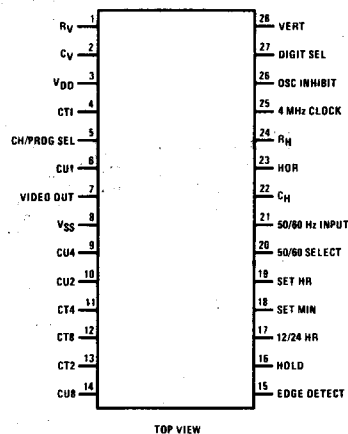 RV 1 28 VERT
CV 2 27 DIGIT SEL
VDD 3 26 OSC INHIBIT
CT1 4 25 4 MHz CLOCK
CH/PROG SEL 5 24 RH
CU1 6 23 HOR
VIDEO OUT 7 22 CH
VSS 8 21 50/60 Hz INPUT
CU4 9 20 50/60 SELECT
CU2 10 19 SET HR
CT4 11 18 SET MIN
CT8 12 17 12/24 HR
CT2 13 16 HOLD
CU8 14 15 EDGE DETECT
TOP VIEW